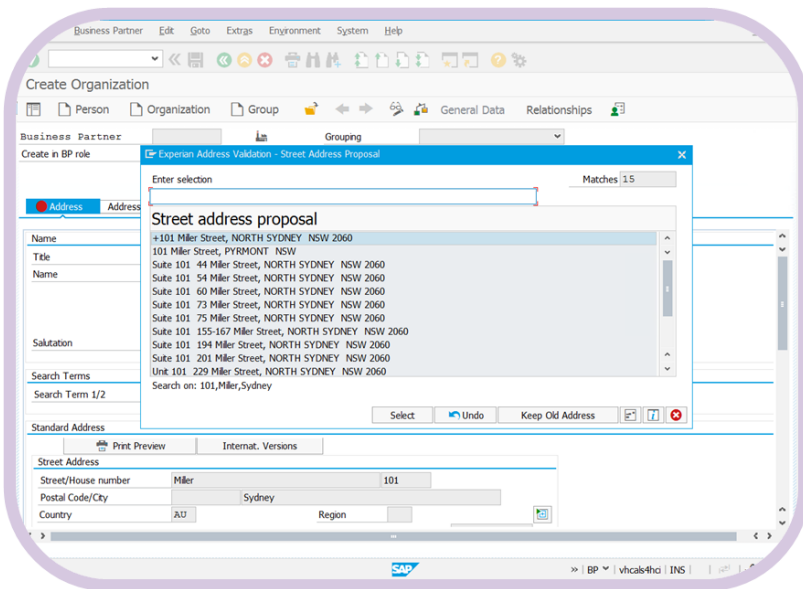 Business Partner Edit Goto Extras Environment System Help
Create Organization
Person Organization Group General Data Relationships
Business Partner Grouping
Create in BP role
Experian Address Validation - Street Address Proposal
Enter selection Matches 15
Address Address
Street address proposal
+101 Miller Street, NORTH SYDNEY NSW 2060
101 Miller Street, PYRMONT NSW
Suite 101 44 Miller Street, NORTH SYDNEY NSW 2060
Suite 101 54 Miller Street, NORTH SYDNEY NSW 2060
Suite 101 60 Miller Street, NORTH SYDNEY NSW 2060
Suite 101 73 Miller Street, NORTH SYDNEY NSW 2060
Suite 101 75 Miller Street, NORTH SYDNEY NSW 2060
Suite 101 155-167 Miller Street, NORTH SYDNEY NSW 2060
Suite 101 194 Miller Street, NORTH SYDNEY NSW 2060
Suite 101 201 Miller Street, NORTH SYDNEY NSW 2060
Unit 101 229 Miller Street, NORTH SYDNEY NSW 2060
Search on: 101,Miller,Sydney
Select Undo Keep Old Address
Name
Title
Name
Salutation
Search Terms
Search Term 1/2
Standard Address
Print Preview Internat. Versions
Street Address
Street/House number Miller 101
Postal Code/City Sydney
Country AU Region
SAP
» BP vhcals4hci INS